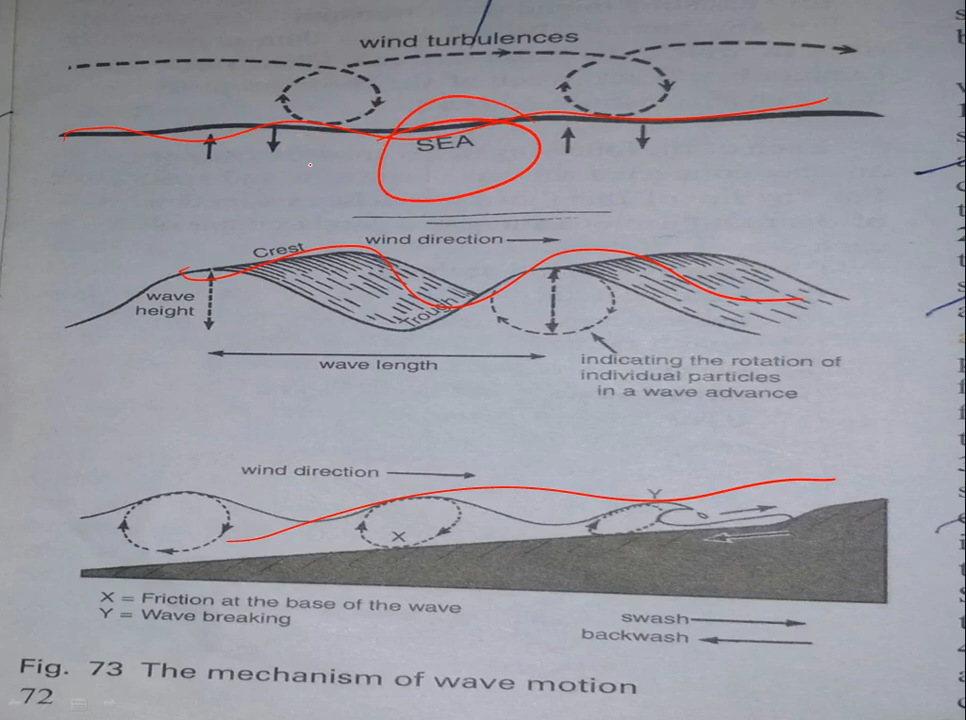 wind turbulences
SEA
wind direction
Crest
wave
height
Trough
wave length
indicating the rotation of
individual particles
in a wave advance
wind direction
Y
X
X = Friction at the base of the wave
Y = Wave breaking
swash
backwash
Fig. 73 The mechanism of wave motion
72